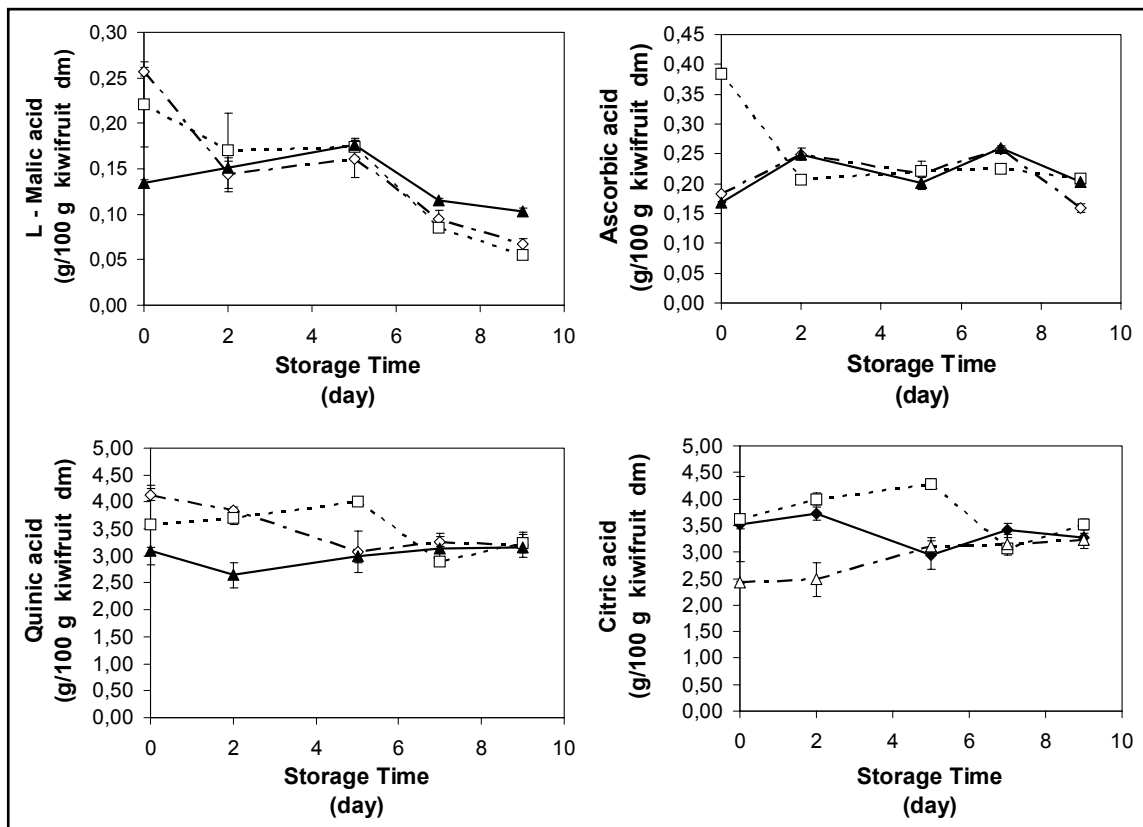 L - Malic acid
(g/100 g kiwifruit dm)
0,30
0,25
0,20
0,15
0,10
0,05
0,00
0 2 4 6 8 10
Storage Time
(day)
Ascorbic acid
(g/100 g kiwifruit dm)
0,45
0,40
0,35
0,30
0,25
0,20
0,15
0,10
0,05
0,00
0 2 4 6 8 10
Storage Time
(day)
Quinic acid
(g/100 g kiwifruit dm)
5,00
4,50
4,00
3,50
3,00
2,50
2,00
1,50
1,00
0,50
0,00
0 2 4 6 8 10
Storage Time
(day)
Citric acid
(g/100 g kiwifruit dm)
5,00
4,50
4,00
3,50
3,00
2,50
2,00
1,50
1,00
0,50
0,00
0 2 4 6 8 10
Storage Time
(day)